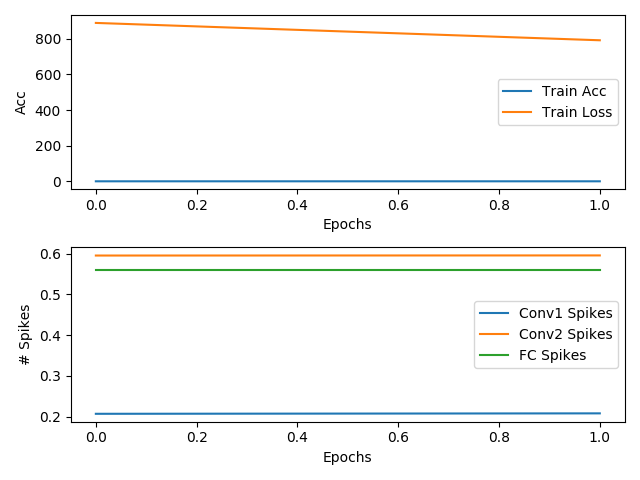 800
600
400
200
0
Acc
Train Acc
Train Loss
0.0 0.2 0.4 0.6 0.8 1.0
Epochs
0.6
0.5
0.4
0.3
0.2
# Spikes
Conv1 Spikes
Conv2 Spikes
FC Spikes
0.0 0.2 0.4 0.6 0.8 1.0
Epochs